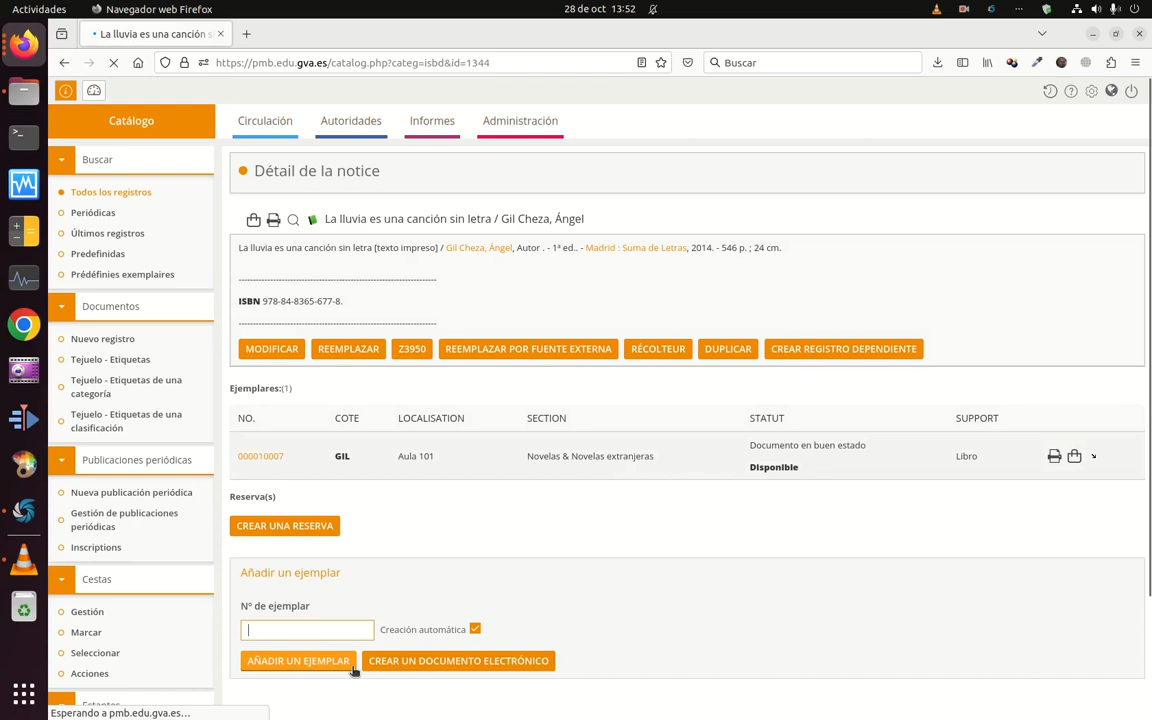 Actividades
Navegador web Firefox
28 de oct 13:52
La lluvia es una canción s
https://pmb.edu.gva.es/catalog.php?categ=isbd&id=1344
Buscar
Catálogo
Circulación
Autoridades
Informes
Administración
Buscar
Todos los registros
Periódicas
Últimos registros
Predefinidas
Prédéfinies exemplaires
Documentos
Nuevo registro
Tejuelo - Etiquetas
Tejuelo - Etiquetas de una
categoría
Tejuelo - Etiquetas de una
clasificación
Publicaciones periódicas
Nueva publicación periódica
Gestión de publicaciones
periódicas
Inscriptions
Cestas
Gestión
Marcar
Seleccionar
Acciones
Esperando a pmb.edu.gva.es...
Détail de la notice
La lluvia es una canción sin letra / Gil Cheza, Ángel
La lluvia es una canción sin letra [texto impreso] / Gil Cheza, Ángel, Autor . - 1ª ed.. - Madrid : Suma de Letras, 2014. - 546 p. ; 24 cm.
-------------------------------------------------------
ISBN 978-84-8365-677-8.
-------------------------------------------------------
MODIFICAR REEMPLAZAR Z3950 REEMPLAZAR POR FUENTE EXTERNA RÉCOLTEUR DUPLICAR CREAR REGISTRO DEPENDIENTE
Ejemplares:(1)
NO. COTE LOCALISATION SECTION STATUT SUPPORT
000010007 GIL Aula 101 Novelas & Novelas extranjeras Documento en buen estado Libro
Disponible
Reserva(s)
CREAR UNA RESERVA
Añadir un ejemplar
Nº de ejemplar
Creación automática
AÑADIR UN EJEMPLAR CREAR UN DOCUMENTO ELECTRÓNICO